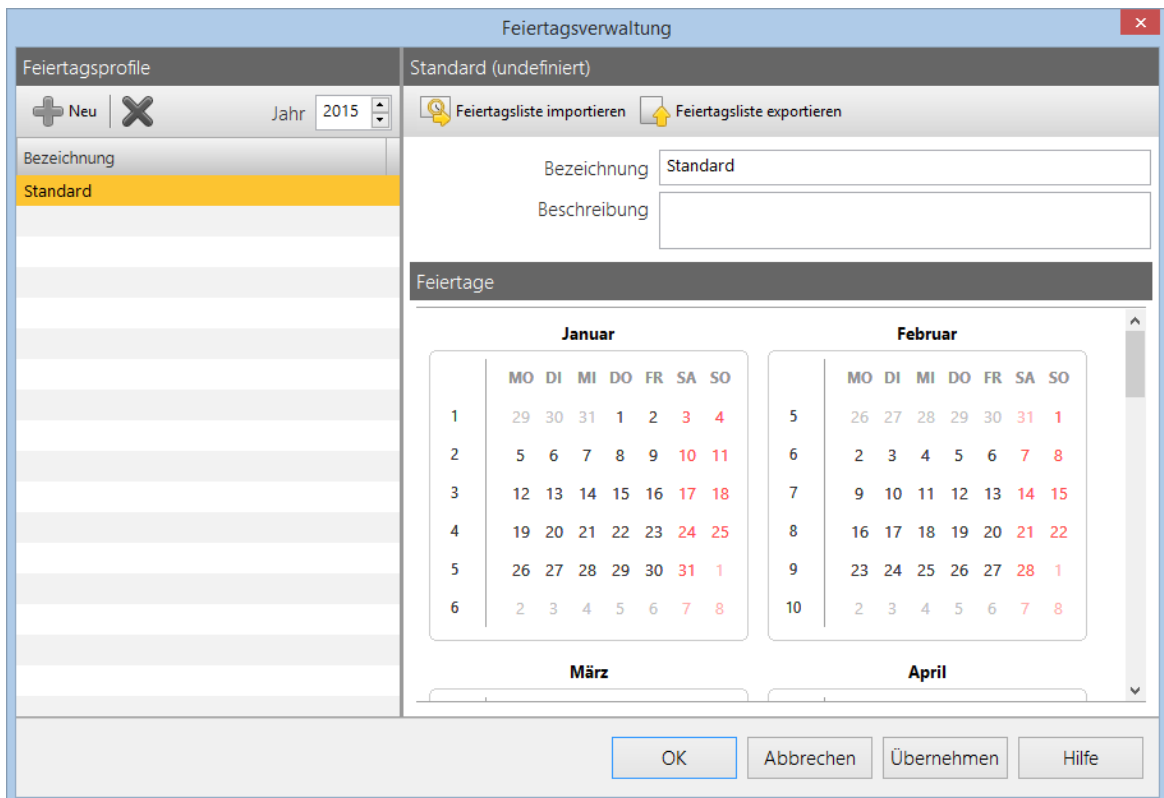 Feiertagsverwaltung
Feiertagsprofile
Neu
Jahr 2015
Bezeichnung
Standard
Standard (undefiniert)
Feiertagsliste importieren Feiertagsliste exportieren
Bezeichnung Standard
Beschreibung
Feiertage
Januar
MO DI MI DO FR SA SO
1 29 30 31 1 2 3 4
2 5 6 7 8 9 10 11
3 12 13 14 15 16 17 18
4 19 20 21 22 23 24 25
5 26 27 28 29 30 31 1
6 2 3 4 5 6 7 8
Februar
MO DI MI DO FR SA SO
5 26 27 28 29 30 31 1
6 2 3 4 5 6 7 8
7 9 10 11 12 13 14 15
8 16 17 18 19 20 21 22
9 23 24 25 26 27 28 1
10 2 3 4 5 6 7 8
März
April
OK Abbrechen Übernehmen Hilfe